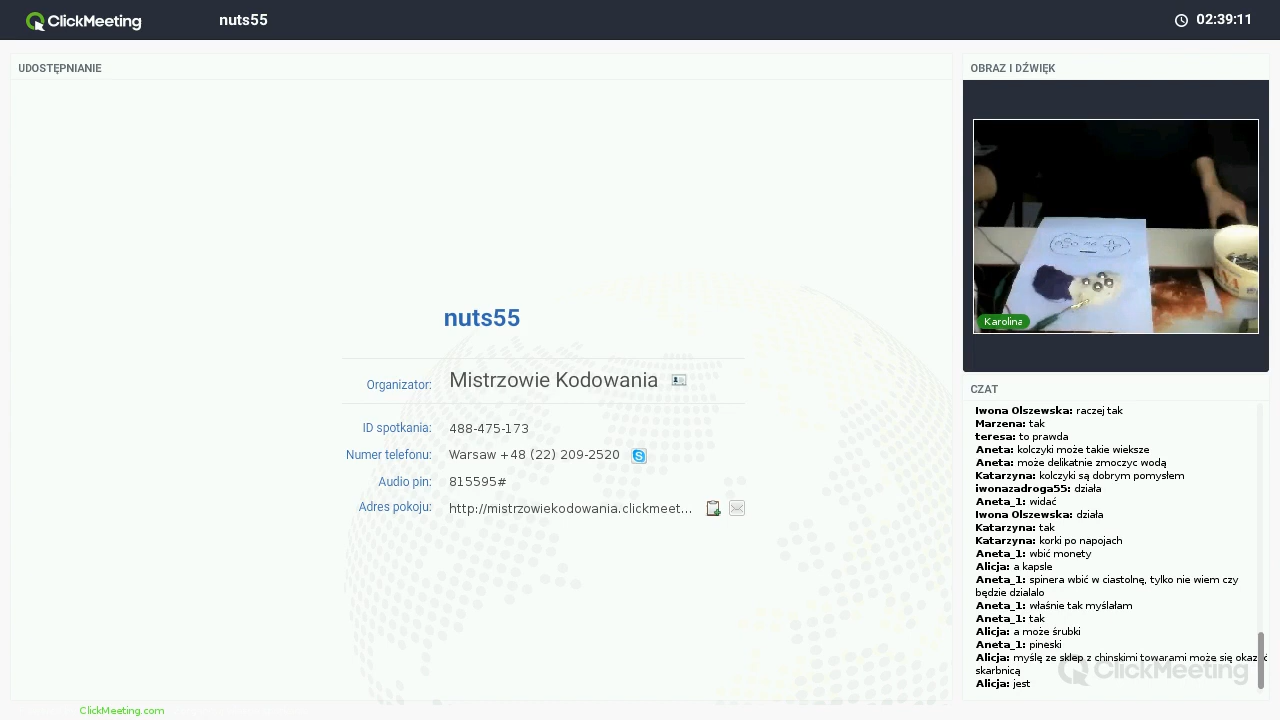 ClickMeeting
nuts55
02:39:11
UDOSTĘPNIANIE
nuts55
Organizator: Mistrzowie Kodowania
ID spotkania: 488-475-173
Numer telefonu: Warsaw +48 (22) 209-2520
Audio pin: 815595#
Adres pokoju: http://mistrzowiekodowania.clickmeet...
ClickMeeting.com
OBRAZ I DŹWIĘK
Karolina
CZAT
Iwona Olszewska: raczej tak
Marzena: tak
teresa: to prawda
Aneta: kolczyki może takie wieksze
Aneta: może delikatnie zmoczyc wodą
Katarzyna: kolczyki są dobrym pomysłem
iwonazadroga55: działa
Aneta_1: widać
Iwona Olszewska: działa
Katarzyna: tak
Katarzyna: korki po napojach
Aneta_1: wbić monety
Alicja: a kapsle
Aneta_1: spinera wbić w ciastolnę, tylko nie wiem czy
będzie dzialalo
Aneta_1: właśnie tak myślałam
Aneta_1: tak
Alicja: a może śrubki
Aneta_1: pineski
Alicja: myślę ze sklep z chinskimi towarami może się okazać
skarbnicą
Alicja: jest
ClickMeeting